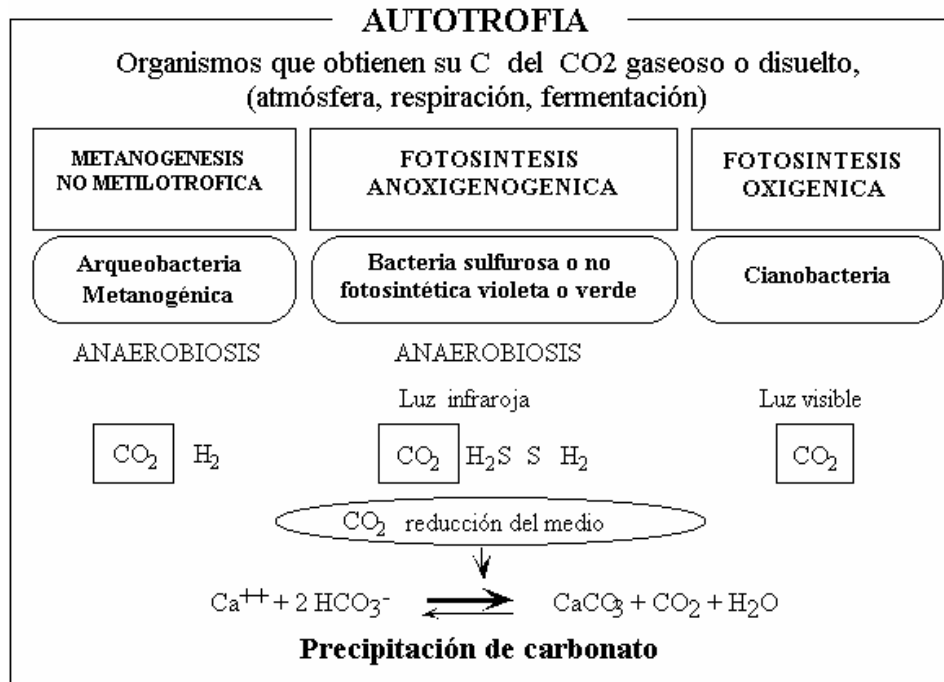 AUTOTROFIA
Organismos que obtienen su C del CO2 gaseoso o disuelto,
(atmósfera, respiración, fermentación)
METANOGENESIS
NO METILOTROFICA
FOTOSINTESIS
ANOXIGENOGENICA
FOTOSINTESIS
OXIGENICA
Arqueobacteria
Metanogénica
Bacteria sulfurosa o no
fotosintética violeta o verde
Cianobacteria
ANAEROBIOSIS
ANAEROBIOSIS
Luz infraroja
Luz visible
CO₂ H₂
CO₂ H₂S S H₂
CO₂
CO₂ reducción del medio
Ca⁺⁺ + 2 HCO₃⁻ ⇌ CaCO₃ + CO₂ + H₂O
Precipitación de carbonato